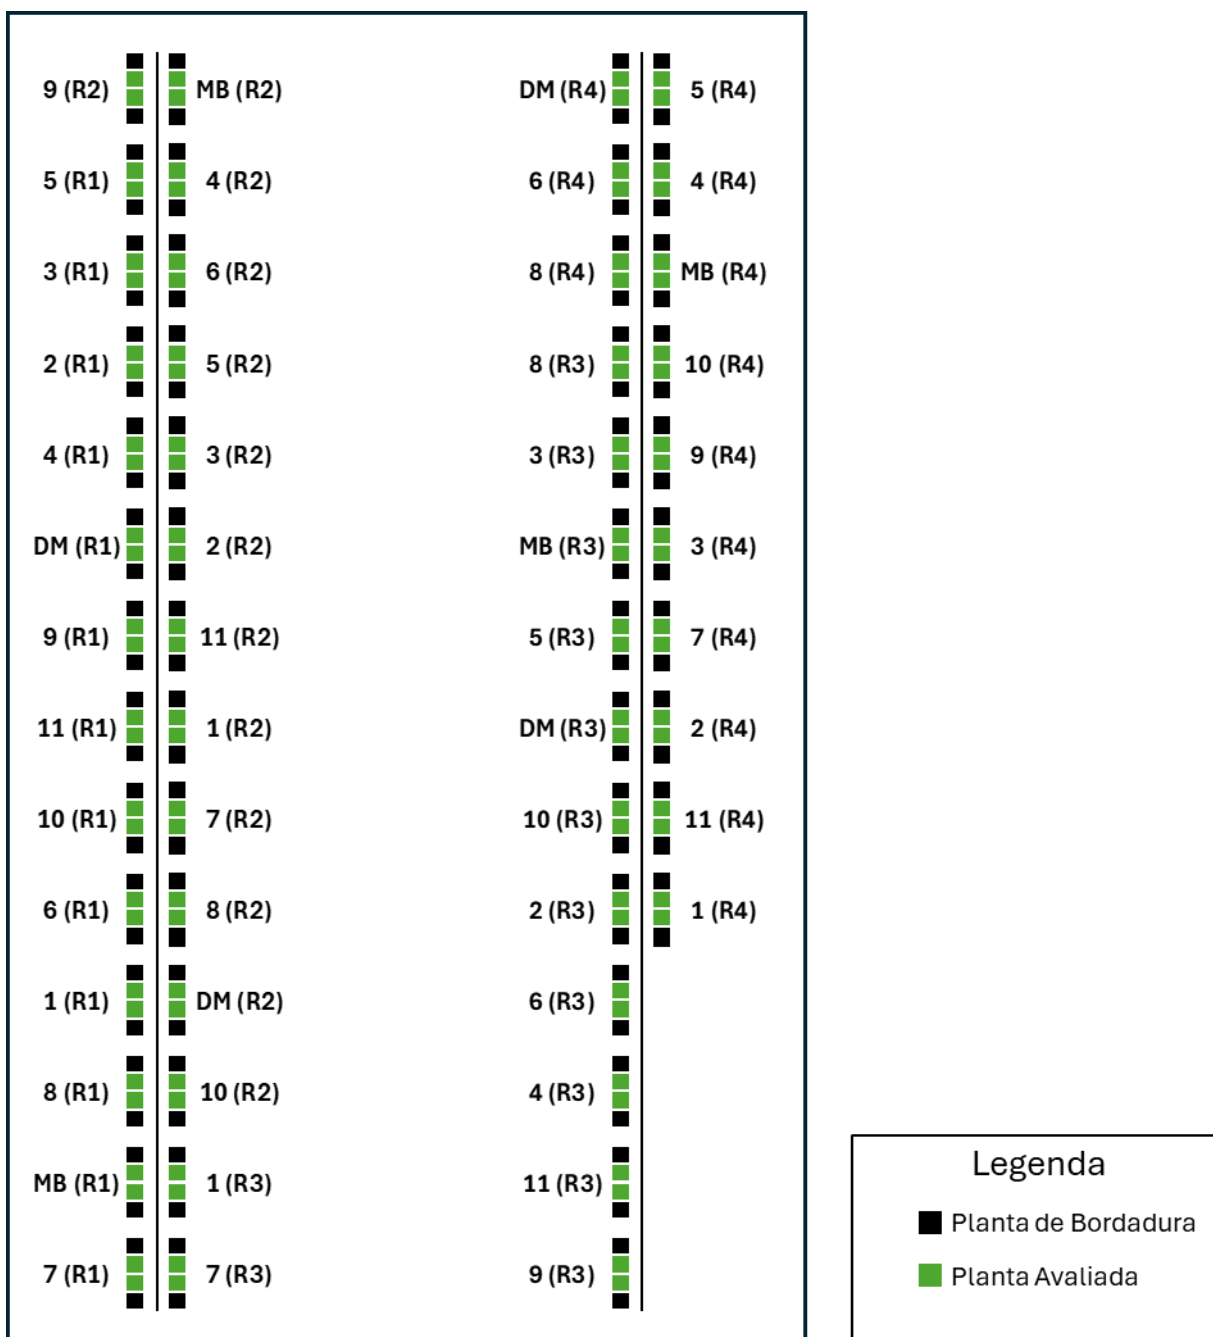 9 (R2) MB (R2) DM (R4) 5 (R4)
5 (R1) 4 (R2) 6 (R4) 4 (R4)
3 (R1) 6 (R2) 8 (R4) MB (R4)
2 (R1) 5 (R2) 8 (R3) 10 (R4)
4 (R1) 3 (R2) 3 (R3) 9 (R4)
DM (R1) 2 (R2) MB (R3) 3 (R4)
9 (R1) 11 (R2) 5 (R3) 7 (R4)
11 (R1) 1 (R2) DM (R3) 2 (R4)
10 (R1) 7 (R2) 10 (R3) 11 (R4)
6 (R1) 8 (R2) 2 (R3) 1 (R4)
1 (R1) DM (R2) 6 (R3)
8 (R1) 10 (R2) 4 (R3)
MB (R1) 1 (R3) 11 (R3)
7 (R1) 7 (R3) 9 (R3)
Legenda
Planta de Bordadura
Planta Avaliada